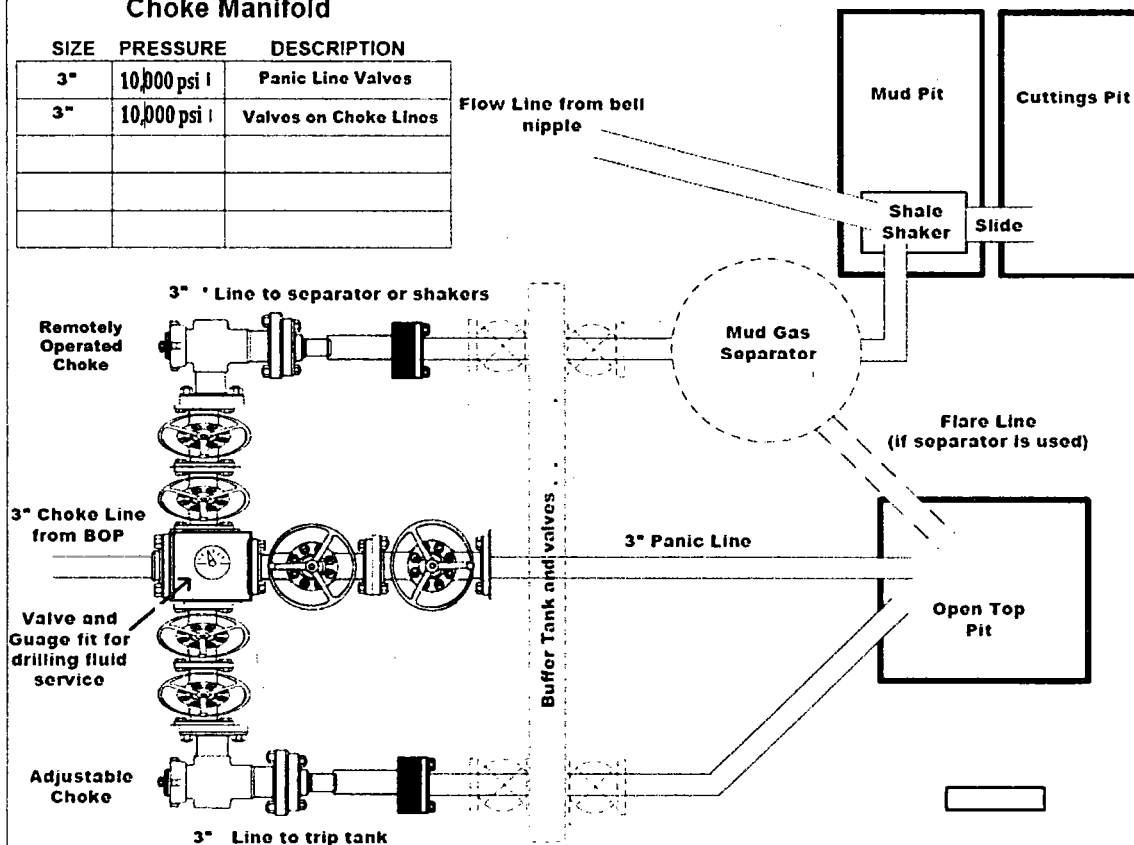 Choke Manifold
SIZE PRESSURE DESCRIPTION
3" 10,000 psi Panic Line Valves
3" 10,000 psi Valves on Choke Lines
Flow Line from bell
nipple
Mud Pit
Cuttings Pit
Shale
Shaker
Slide
3" Line to separator or shakers
Remotely
Operated
Choke
Mud Gas
Separator
Flare Line
(if separator is used)
3" Choke Line
from BOP
3" Panic Line
Buffer Tank and valves
Valve and
Guage fit for
drilling fluid
service
Open Top
Pit
Adjustable
Choke
3" Line to trip tank